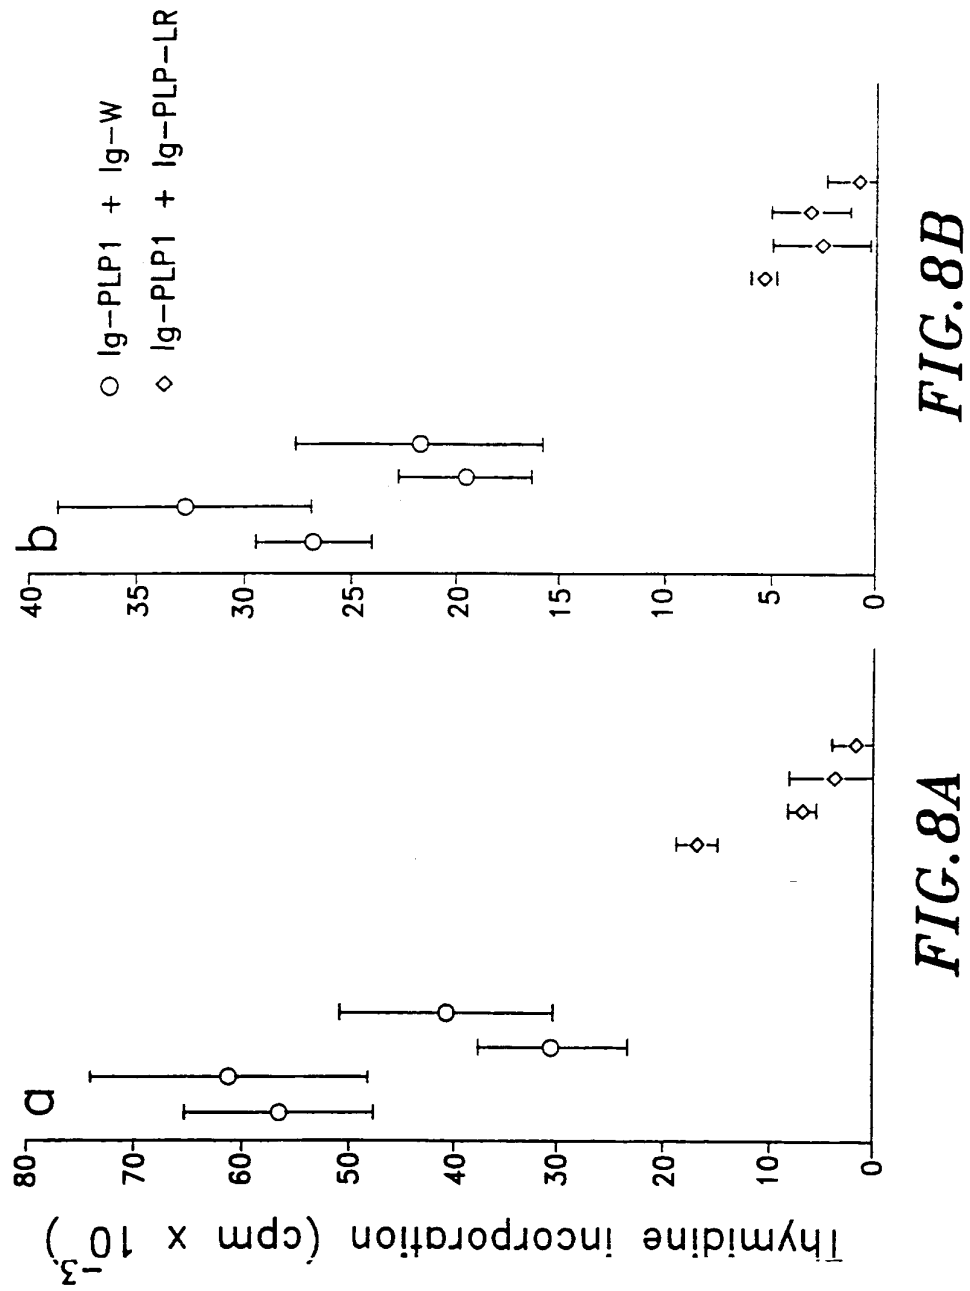 a
80
70
60
50
40
30
20
10
0
Thymidine incorporation (cpm x 10⁻³)
FIG.8A
b
40
35
30
25
20
15
10
5
0
Ig-PLP1 + Ig-W
Ig-PLP1 + Ig-PLP-LR
FIG.8B